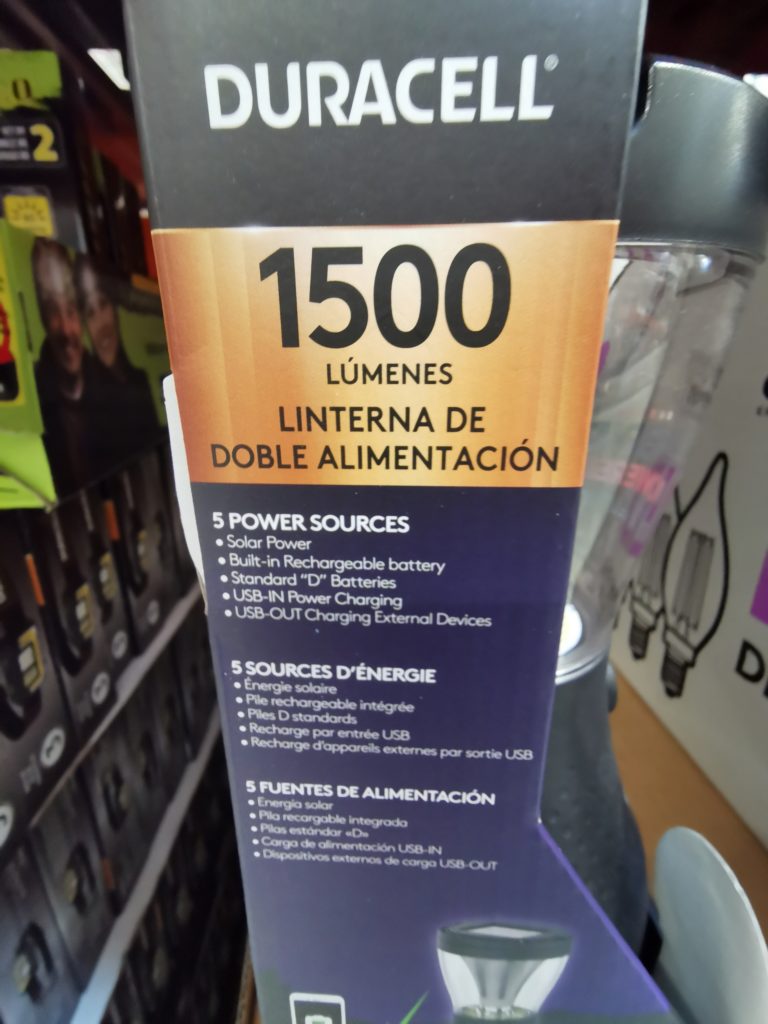 DURACELL®
1500
LÚMENES
LINTERNA DE
DOBLE ALIMENTACIÓN
5 POWER SOURCES
• Solar Power
• Built-in Rechargeable battery
• Standard "D" Batteries
• USB-IN Power Charging
• USB-OUT Charging External Devices
5 SOURCES D'ÉNERGIE
• Énergie solaire
• Pile rechargeable intégrée
• Piles D standards
• Recharge par entrée USB
• Recharge d'appareils externes par sortie USB
5 FUENTES DE ALIMENTACIÓN
• Energía solar
• Pila recargable integrada
• Pilas estándar «D»
• Carga de alimentación USB-IN
• Dispositivos externos de carga USB-OUT
2